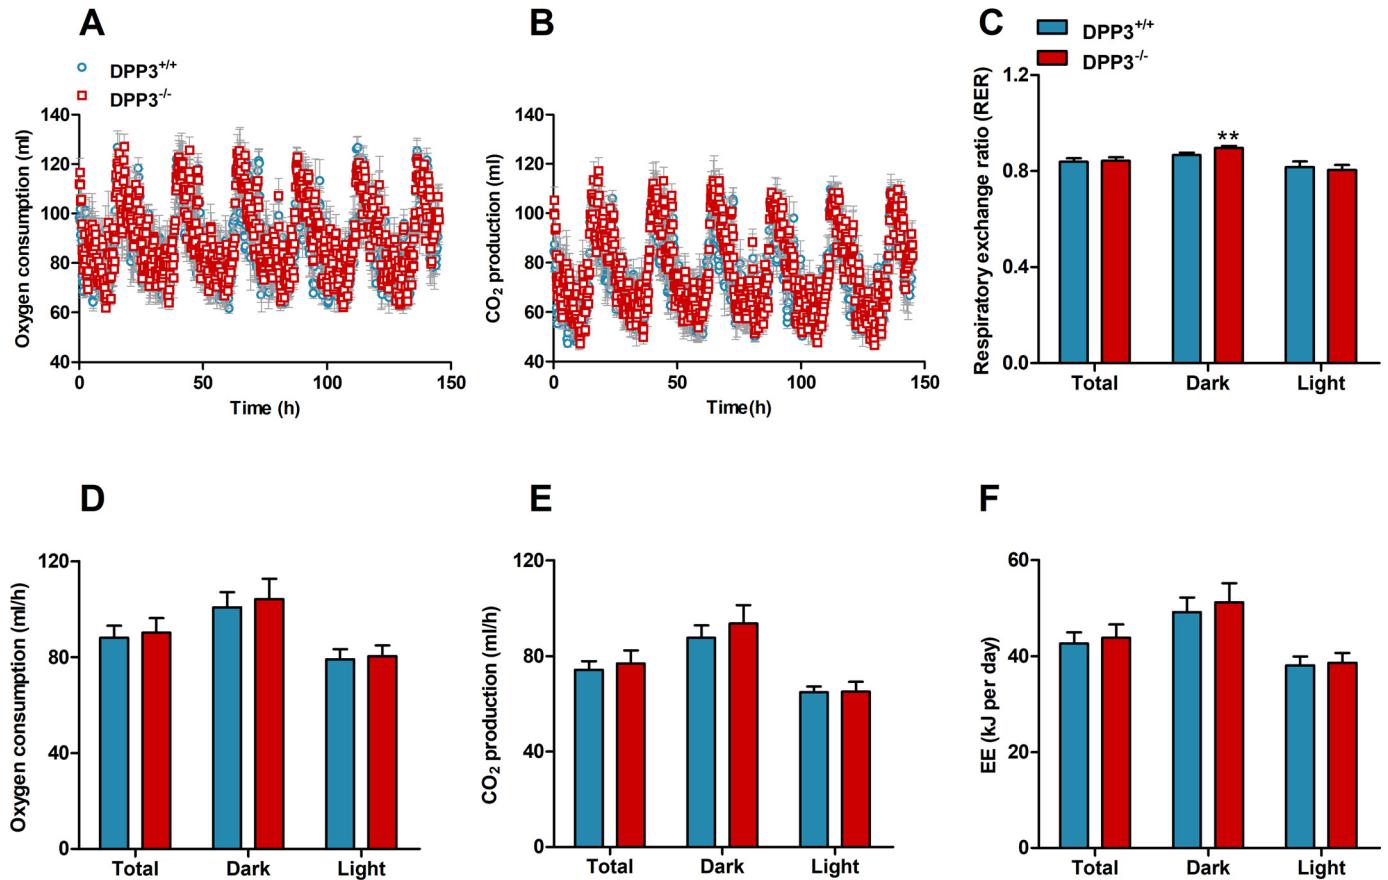 A
DPP3+/+
DPP3-/-
Oxygen consumption (ml)
140
120
100
80
60
40
0
50
100
150
Time (h)
B
CO2 production (ml)
140
120
100
80
60
40
0
50
100
150
Time(h)
C
DPP3+/+
DPP3-/-
Respiratory exchange ratio (RER)
1.2
0.8
0.4
0.0
**
Total
Dark
Light
D
Oxygen consumption (ml/h)
120
80
40
0
Total
Dark
Light
E
CO2 production (ml/h)
120
80
40
0
Total
Dark
Light
F
EE (kJ per day)
60
40
20
0
Total
Dark
Light